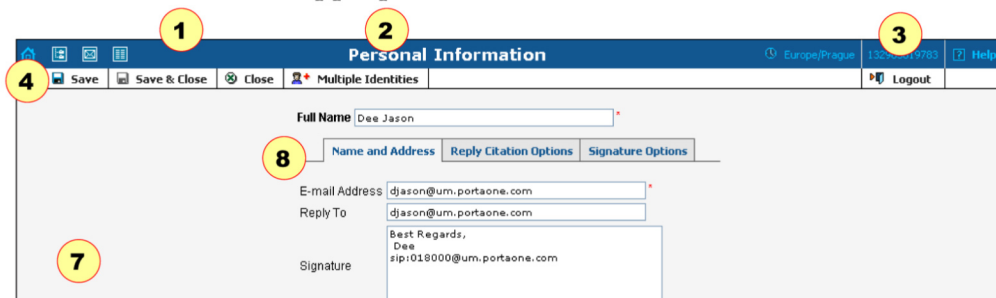 1
2
3
Personal Information
Europe/Prague
Help
4
Save
Save & Close
Close
Multiple Identities
Logout
Full Name Dee Jason *
8
Name and Address Reply Citation Options Signature Options
E-mail Address djason@um.portaone.com *
Reply To djason@um.portaone.com
Signature
Best Regards,
Dee
sip:018000@um.portaone.com
7